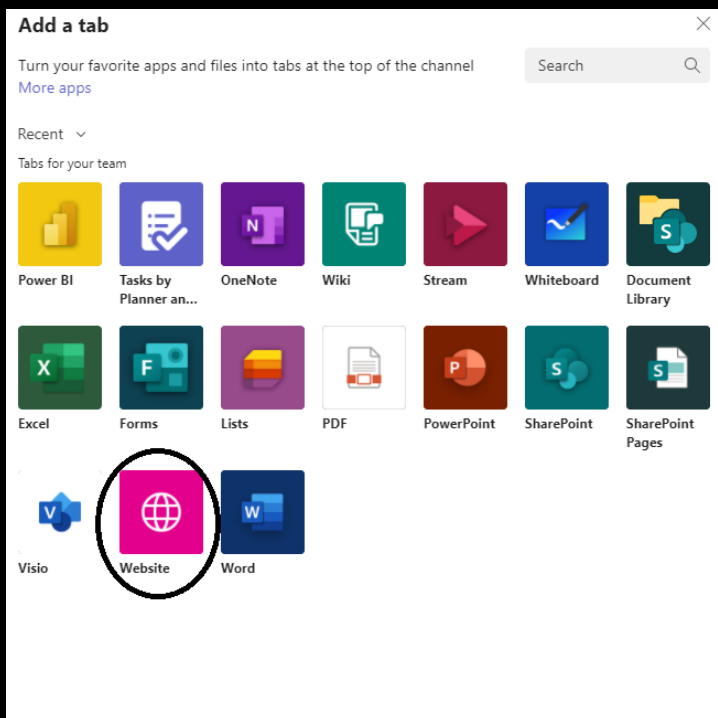 Add a tab
Turn your favorite apps and files into tabs at the top of the channel
Search
More apps
Recent
Tabs for your team
N
S
Power BI
Tasks by
Planner an...
OneNote
Wiki
Stream
Whiteboard
Document
Library
X
F
P
S
S
Excel
Forms
Lists
PDF
PowerPoint
SharePoint
SharePoint
Pages
V
W
Visio
Website
Word